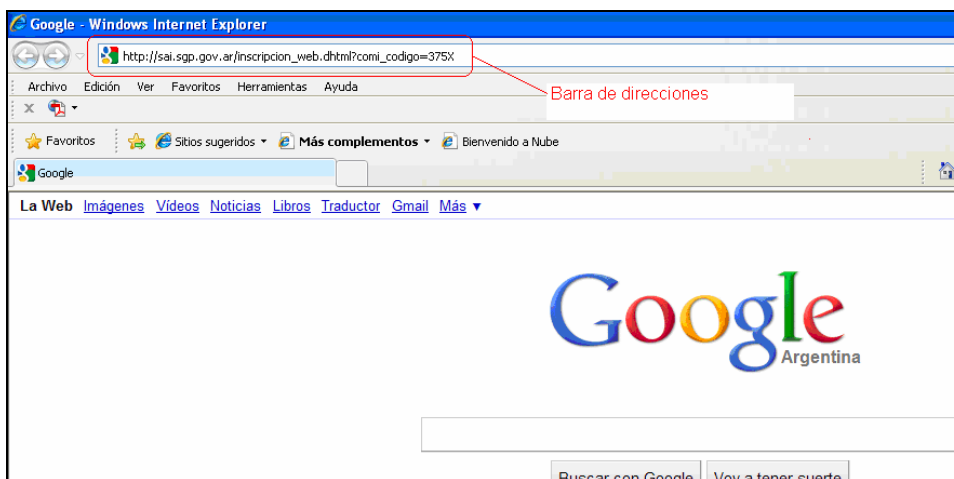 Google - Windows Internet Explorer
http://sai.sgp.gov.ar/inscripcion_web.dhtml?comi_codigo=375X
Barra de direcciones
Archivo Edición Ver Favoritos Herramientas Ayuda
x
Favoritos Sitios sugeridos Más complementos Bienvenido a Nube
Google
La Web Imágenes Vídeos Noticias Libros Traductor Gmail Más ▼
Google
Argentina
Buscar con Google Voy a tener suerte